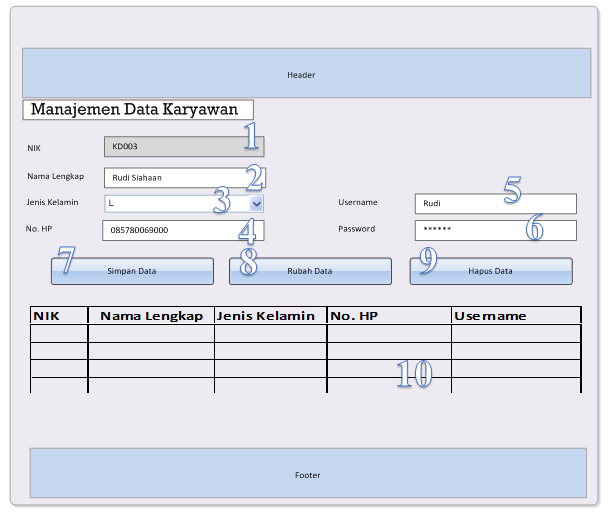 Header
Manajemen Data Karyawan
NIK KD003 1
Nama Lengkap Rudi Siahaan 2
Jenis Kelamin L 3 Username Rudi 5
No. HP 085780069000 4 Password ****** 6
7 Simpan Data 8 Rubah Data 9 Hapus Data
NIK Nama Lengkap Jenis Kelamin No. HP Username
10
Footer